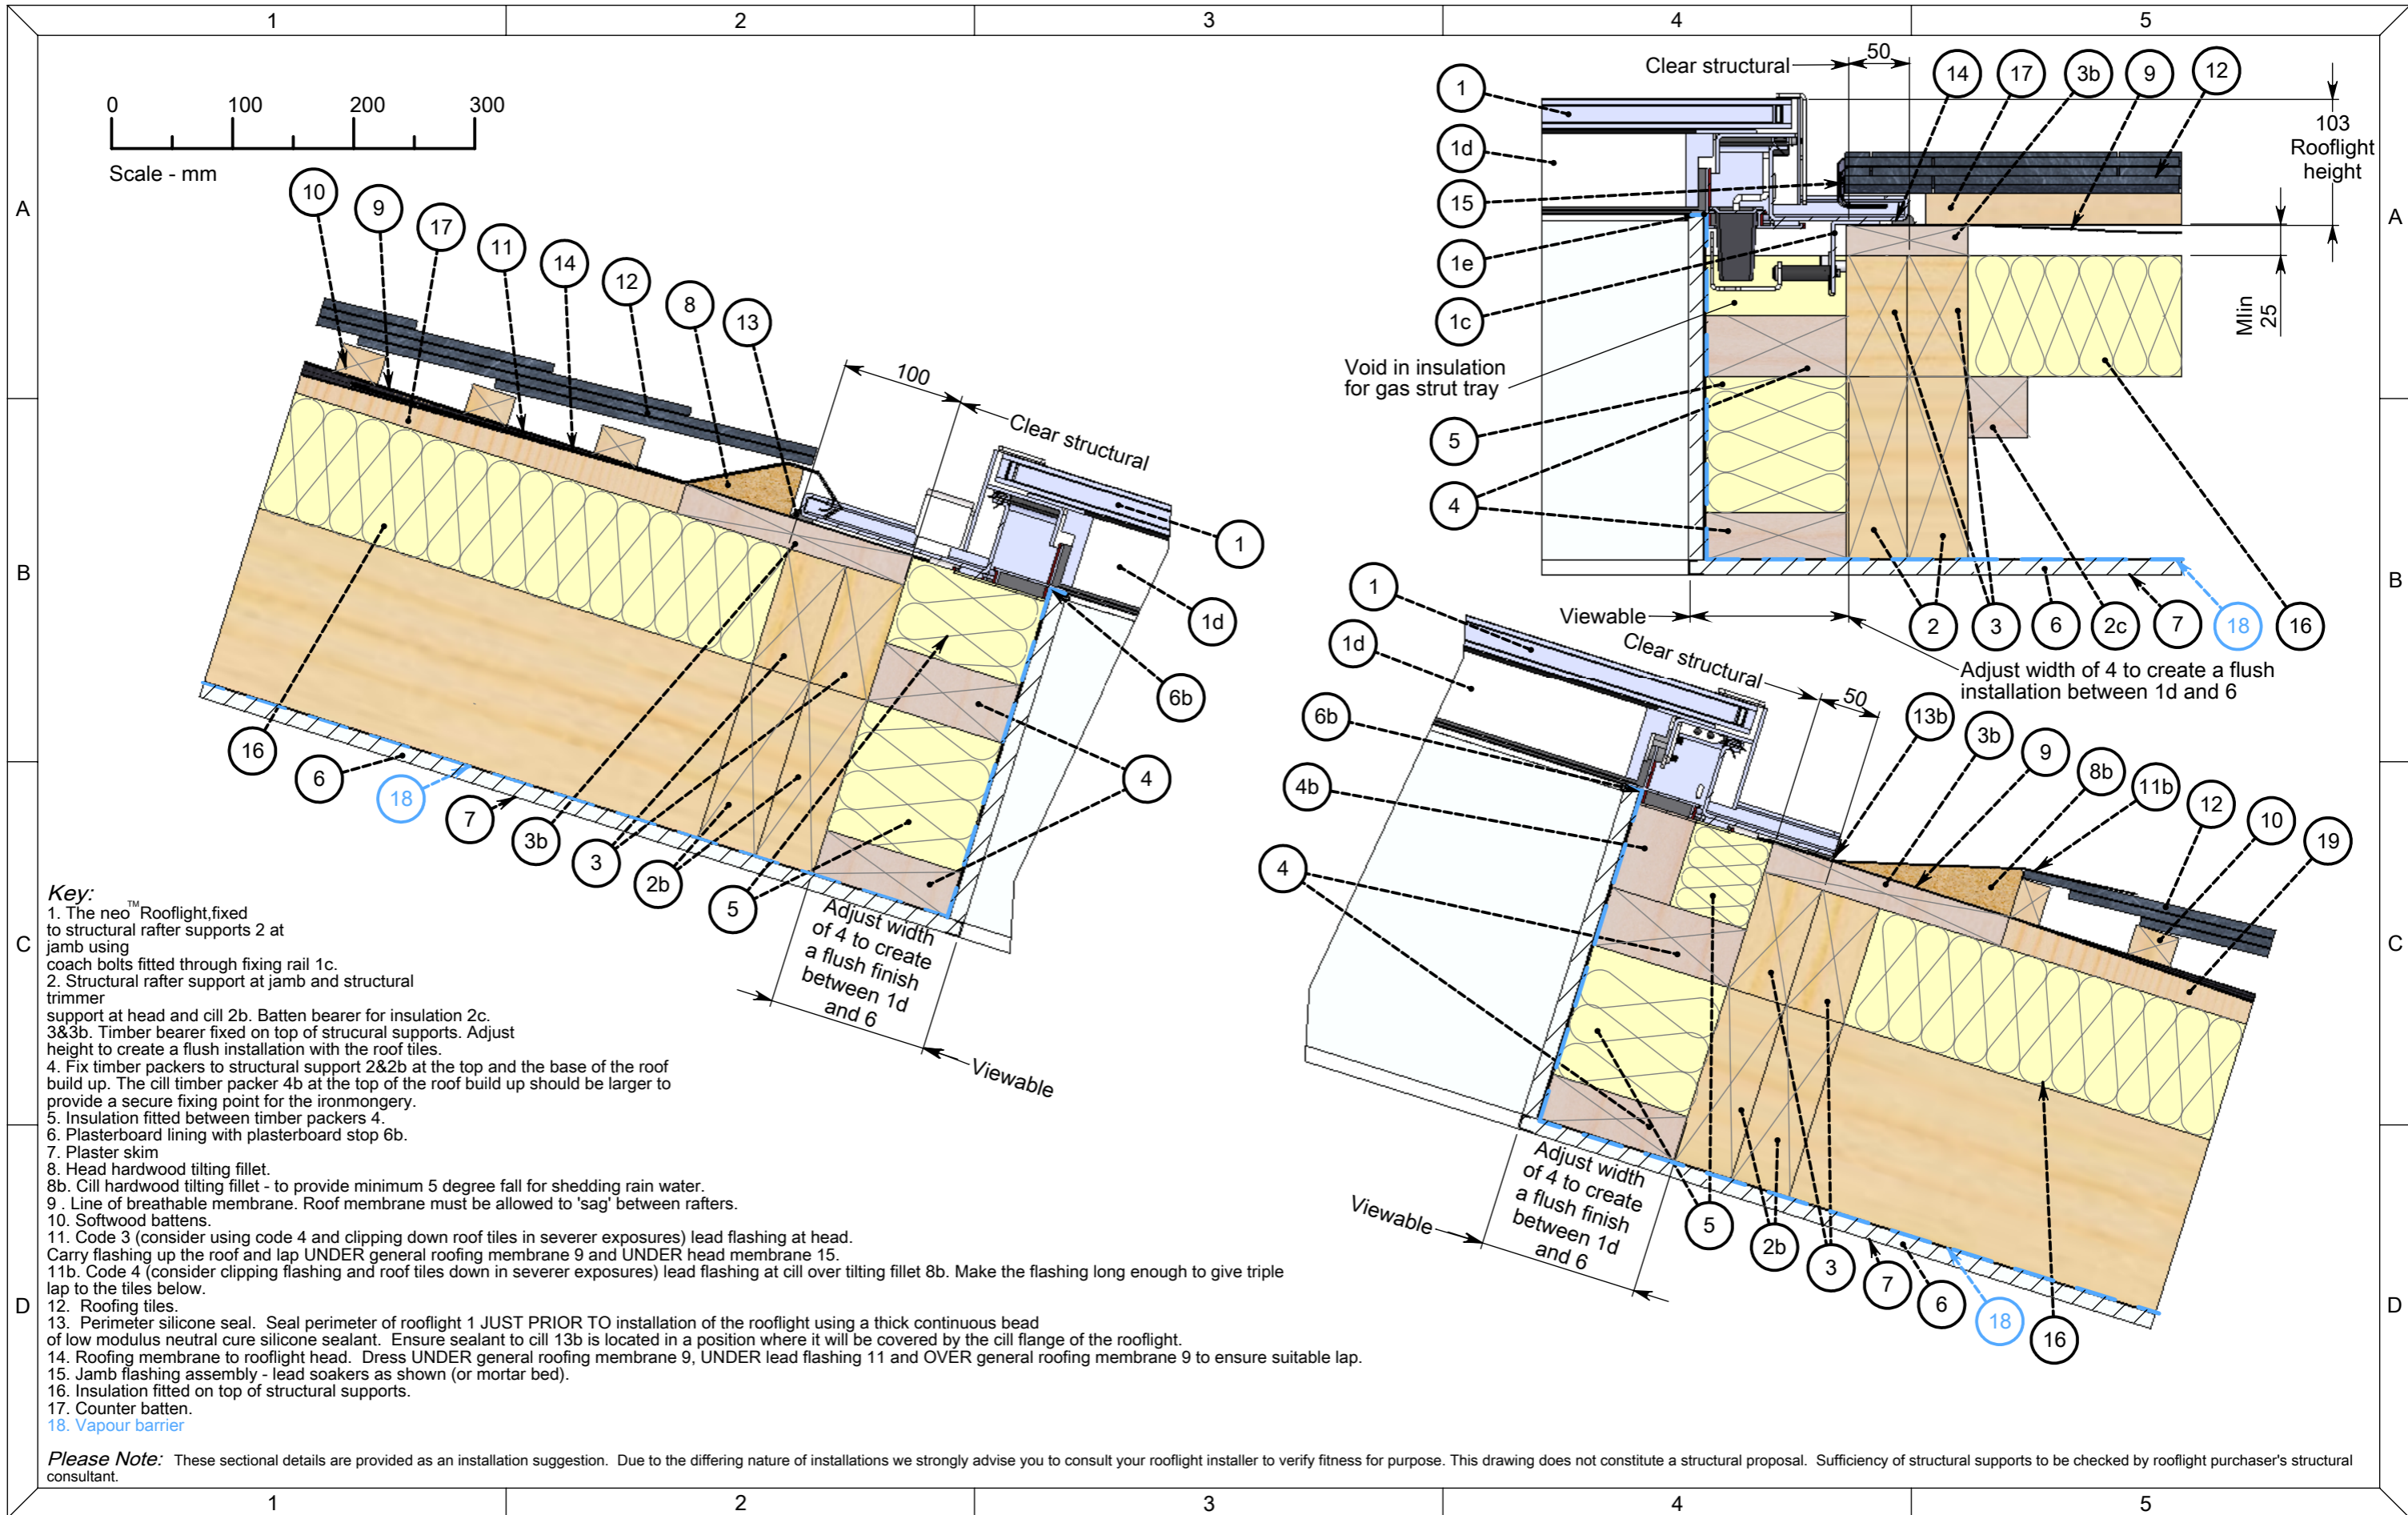 1 2 3 4 5
A
B
C
D
A
B
C
D
0 100 200 300
Scale - mm
10
9
17
11
14
12
8
13
100
Clear structural
1
1d
6b
4
16
6
18
7
3b
3
2b
5
Adjust width
of 4 to create
a flush finish
between 1d
and 6
Viewable
Clear structural
50
14
17
3b
9
12
1
1d
15
1e
1c
Void in insulation
for gas strut tray
5
4
103
Rooflight
height
MIin
25
Viewable
2
3
6
2c
7
18
16
Adjust width of 4 to create a flush
installation between 1d and 6
1
1d
6b
4b
4
Clear structural
50
13b
3b
9
8b
11b
12
10
19
Adjust width
of 4 to create
a flush finish
between 1d
and 6
Viewable
5
2b
3
7
6
18
16
Key:
1. The neo™Rooflight,fixed
to structural rafter supports 2 at
jamb using
coach bolts fitted through fixing rail 1c.
2. Structural rafter support at jamb and structural
trimmer
support at head and cill 2b. Batten bearer for insulation 2c.
3&3b. Timber bearer fixed on top of strucural supports. Adjust
height to create a flush installation with the roof tiles.
4. Fix timber packers to structural support 2&2b at the top and the base of the roof
build up. The cill timber packer 4b at the top of the roof build up should be larger to
provide a secure fixing point for the ironmongery.
5. Insulation fitted between timber packers 4.
6. Plasterboard lining with plasterboard stop 6b.
7. Plaster skim
8. Head hardwood tilting fillet.
8b. Cill hardwood tilting fillet - to provide minimum 5 degree fall for shedding rain water.
9 . Line of breathable membrane. Roof membrane must be allowed to 'sag' between rafters.
10. Softwood battens.
11. Code 3 (consider using code 4 and clipping down roof tiles in severer exposures) lead flashing at head.
Carry flashing up the roof and lap UNDER general roofing membrane 9 and UNDER head membrane 15.
11b. Code 4 (consider clipping flashing and roof tiles down in severer exposures) lead flashing at cill over tilting fillet 8b. Make the flashing long enough to give triple
lap to the tiles below.
12. Roofing tiles.
13. Perimeter silicone seal. Seal perimeter of rooflight 1 JUST PRIOR TO installation of the rooflight using a thick continuous bead
of low modulus neutral cure silicone sealant. Ensure sealant to cill 13b is located in a position where it will be covered by the cill flange of the rooflight.
14. Roofing membrane to rooflight head. Dress UNDER general roofing membrane 9, UNDER lead flashing 11 and OVER general roofing membrane 9 to ensure suitable lap.
15. Jamb flashing assembly - lead soakers as shown (or mortar bed).
16. Insulation fitted on top of structural supports.
17. Counter batten.
18. Vapour barrier
Please Note: These sectional details are provided as an installation suggestion. Due to the differing nature of installations we strongly advise you to consult your rooflight installer to verify fitness for purpose. This drawing does not constitute a structural proposal. Sufficiency of structural supports to be checked by rooflight purchaser's structural
consultant.
1 2 3 4 5